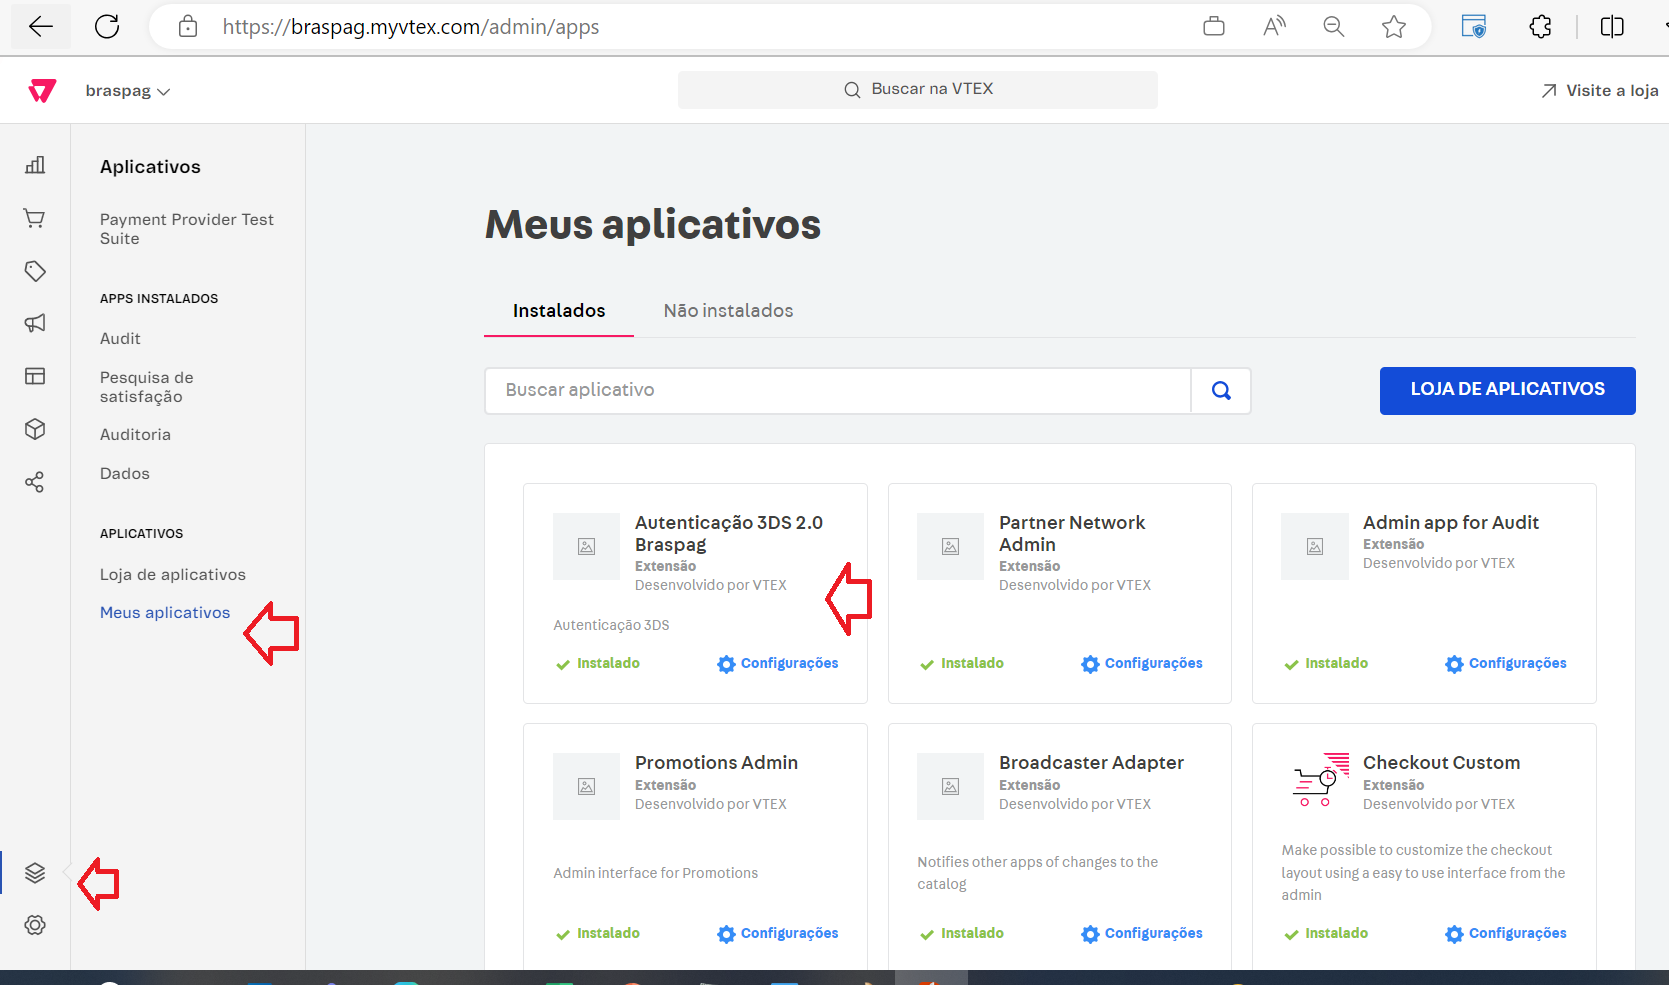 https://braspag.myvtex.com/admin/apps
braspag
Buscar na VTEX
Visite a loja
Aplicativos
Payment Provider Test
Suite
APPS INSTALADOS
Audit
Pesquisa de
satisfação
Auditoria
Dados
APLICATIVOS
Loja de aplicativos
Meus aplicativos
Meus aplicativos
Instalados
Não instalados
Buscar aplicativo
LOJA DE APLICATIVOS
Autenticação 3DS 2.0
Braspag
Extensão
Desenvolvido por VTEX
Autenticação 3DS
Instalado
Configurações
Partner Network
Admin
Extensão
Desenvolvido por VTEX
Instalado
Configurações
Admin app for Audit
Extensão
Desenvolvido por VTEX
Instalado
Configurações
Promotions Admin
Extensão
Desenvolvido por VTEX
Admin interface for Promotions
Instalado
Configurações
Broadcaster Adapter
Extensão
Desenvolvido por VTEX
Notifies other apps of changes to the
catalog
Instalado
Configurações
Checkout Custom
Extensão
Desenvolvido por VTEX
Make possible to customize the checkout
layout using a easy to use interface from the
admin
Instalado
Configurações